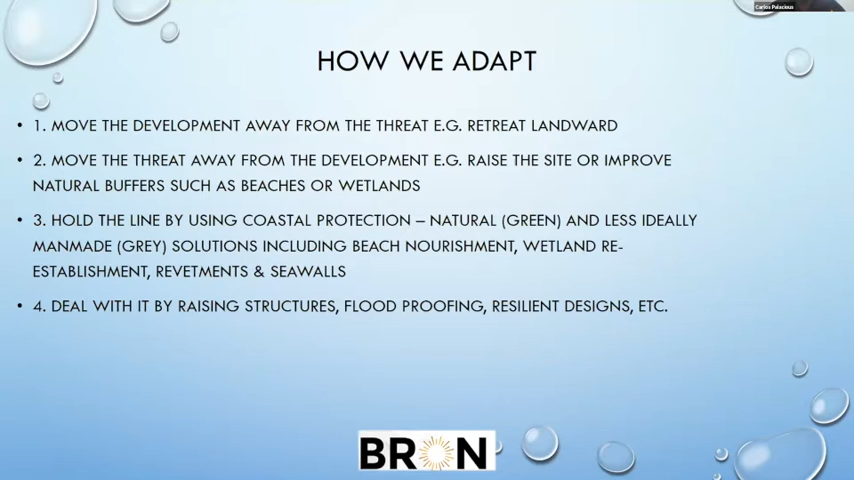 Carlos Palacious
HOW WE ADAPT
• 1. MOVE THE DEVELOPMENT AWAY FROM THE THREAT E.G. RETREAT LANDWARD
• 2. MOVE THE THREAT AWAY FROM THE DEVELOPMENT E.G. RAISE THE SITE OR IMPROVE
NATURAL BUFFERS SUCH AS BEACHES OR WETLANDS
• 3. HOLD THE LINE BY USING COASTAL PROTECTION – NATURAL (GREEN) AND LESS IDEALLY
MANMADE (GREY) SOLUTIONS INCLUDING BEACH NOURISHMENT, WETLAND RE-
ESTABLISHMENT, REVETMENTS & SEAWALLS
• 4. DEAL WITH IT BY RAISING STRUCTURES, FLOOD PROOFING, RESILIENT DESIGNS, ETC.
BRON